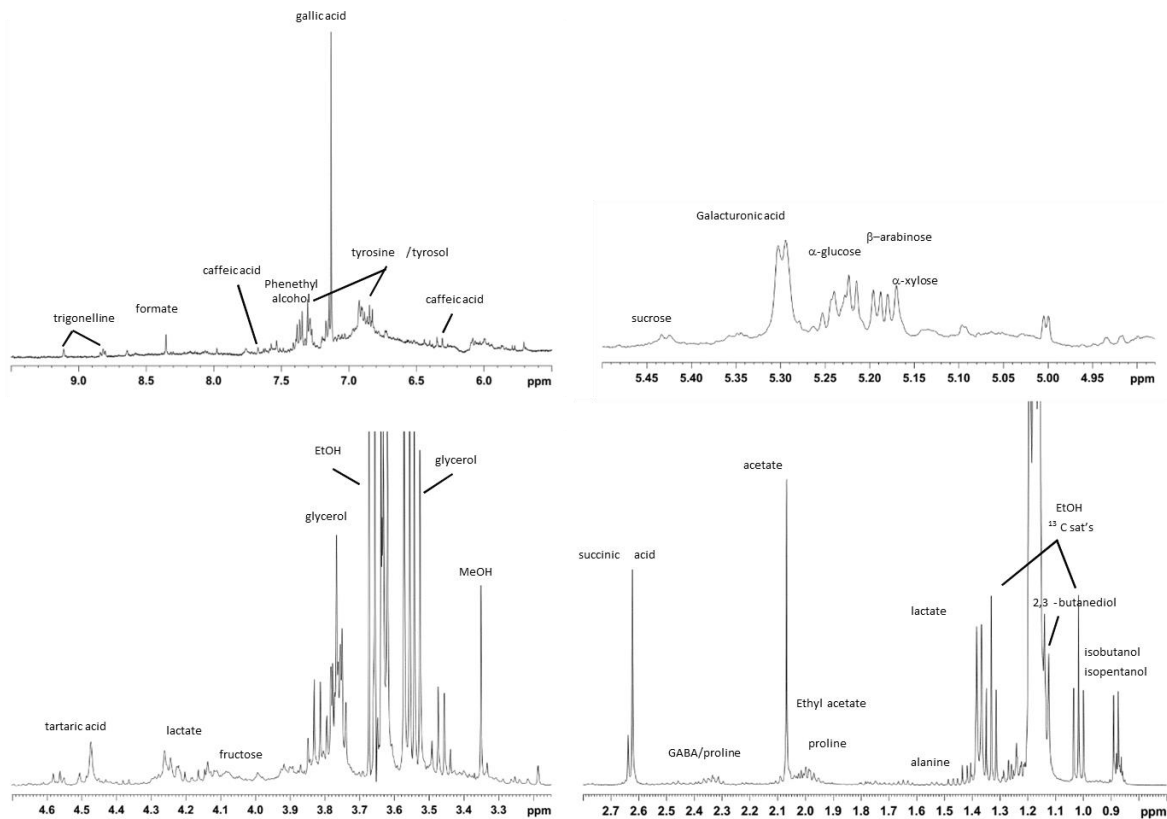 gallic acid
tyrosine /tyrosol
caffeic acid
Phenethyl
alcohol
caffeic acid
formate
trigonelline
9.0 8.5 8.0 7.5 7.0 6.5 6.0 ppm
Galacturonic acid
β–arabinose
α-glucose
α-xylose
sucrose
5.45 5.40 5.35 5.30 5.25 5.20 5.15 5.10 5.05 5.00 4.95 ppm
EtOH
glycerol
glycerol
MeOH
tartaric acid
lactate
fructose
4.6 4.5 4.4 4.3 4.2 4.1 4.0 3.9 3.8 3.7 3.6 3.5 3.4 3.3 ppm
acetate
EtOH
¹³ C sat's
succinic acid
lactate
2,3 -butanediol
isobutanol
isopentanol
Ethyl acetate
GABA/proline
proline
alanine
2.7 2.6 2.5 2.4 2.3 2.2 2.1 2.0 1.9 1.8 1.7 1.6 1.5 1.4 1.3 1.2 1.1 1.0 0.9 ppm